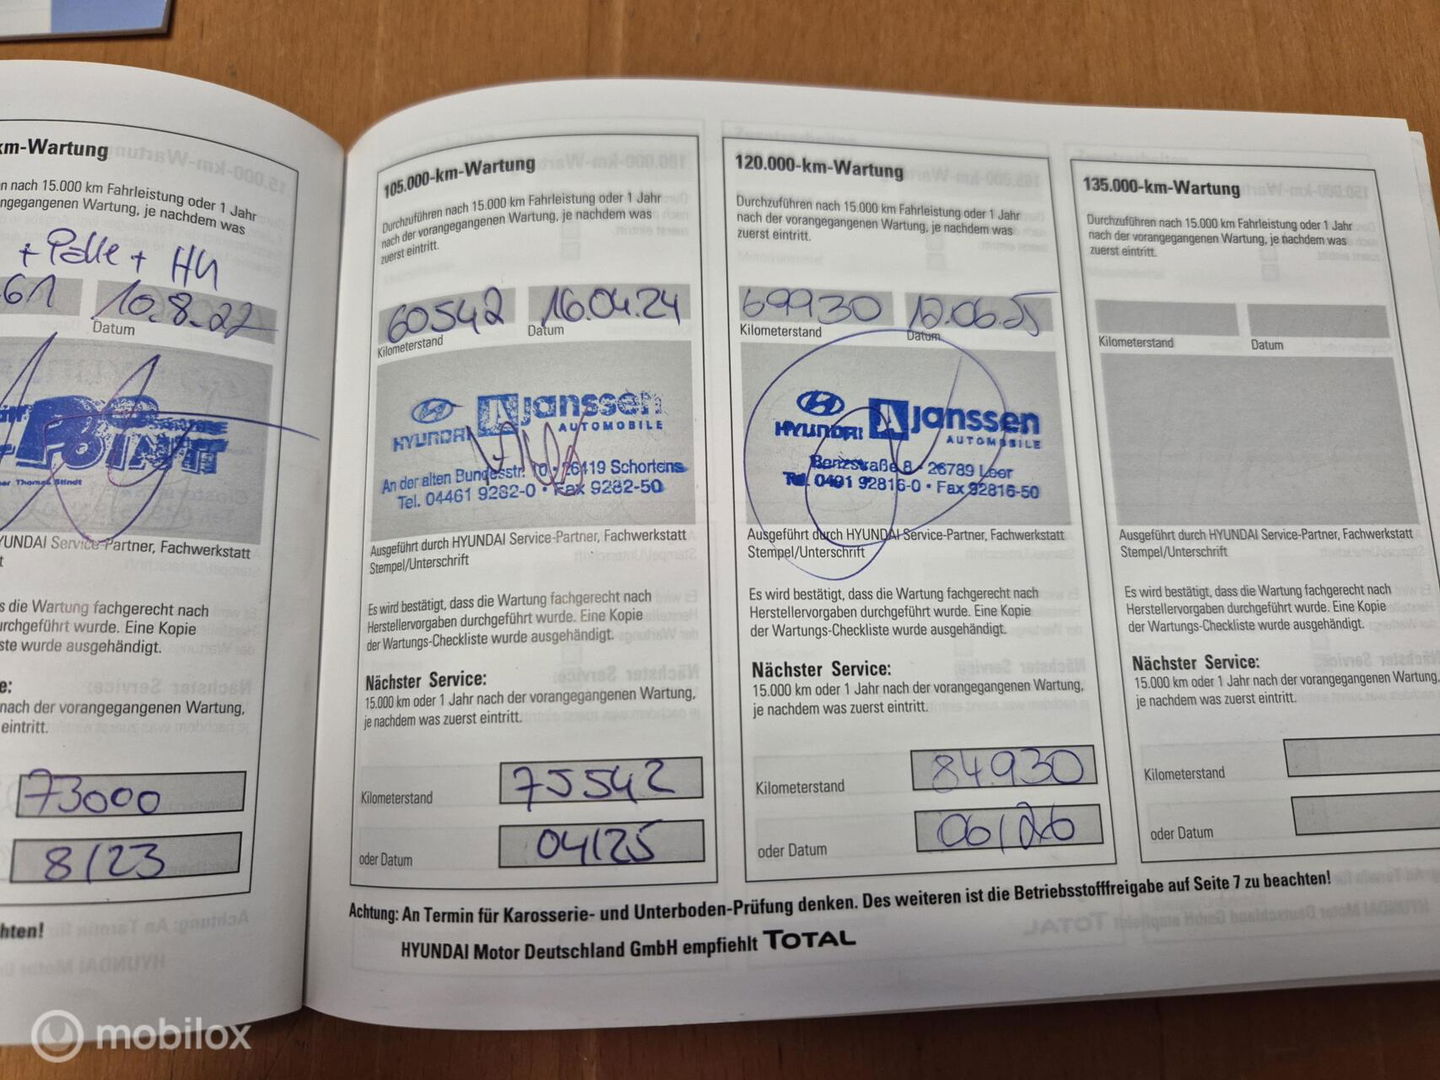 km-Wartung
n nach 15.000 km Fahrleistung oder 1 Jahr
angegangenen Wartung, je nachdem was
+ Polle + HU
61 10.8.22
Datum
POINT
er Thomas Stindt
YUNDAI Service-Partner, Fachwerkstatt
t
s die Wartung fachgerecht nach
urchgeführt wurde. Eine Kopie
ste wurde ausgehändigt.
e:
nach der vorangegangenen Wartung,
eintritt.
73000
8/23
hten!
105.000-km-Wartung
Durchzuführen nach 15.000 km Fahrleistung oder 1 Jahr
nach der vorangegangenen Wartung, je nachdem was
zuerst eintritt.
60542 16.04.24
Kilometerstand Datum
HYUNDAI A Janssen
AUTOMOBILE
An der alten Bundesstr. 10 • 26419 Schortens
Tel. 04461 9282-0 • Fax 9282-50
Ausgeführt durch HYUNDAI Service-Partner, Fachwerkstatt
Stempel/Unterschrift
Es wird bestätigt, dass die Wartung fachgerecht nach
Herstellervorgaben durchgeführt wurde. Eine Kopie
der Wartungs-Checkliste wurde ausgehändigt.
Nächster Service:
15.000 km oder 1 Jahr nach der vorangegangenen Wartung,
je nachdem was zuerst eintritt.
Kilometerstand 75542
oder Datum 04/25
120.000-km-Wartung
Durchzuführen nach 15.000 km Fahrleistung oder 1 Jahr
nach der vorangegangenen Wartung, je nachdem was
zuerst eintritt.
69930 12.06.25
Kilometerstand Datum
HYUNDAI A Janssen
AUTOMOBILE
Benzstraße 8 • 26789 Leer
Tel. 0491 92816-0 • Fax 92816-50
Ausgeführt durch HYUNDAI Service-Partner, Fachwerkstatt
Stempel/Unterschrift
Es wird bestätigt, dass die Wartung fachgerecht nach
Herstellervorgaben durchgeführt wurde. Eine Kopie
der Wartungs-Checkliste wurde ausgehändigt.
Nächster Service:
15.000 km oder 1 Jahr nach der vorangegangenen Wartung,
je nachdem was zuerst eintritt.
Kilometerstand 84930
oder Datum 06/26
135.000-km-Wartung
Durchzuführen nach 15.000 km Fahrleistung oder 1 Jahr
nach der vorangegangenen Wartung, je nachdem was
zuerst eintritt.
Kilometerstand Datum
Ausgeführt durch HYUNDAI Service-Partner, Fachwerkstatt
Stempel/Unterschrift
Es wird bestätigt, dass die Wartung fachgerecht nach
Herstellervorgaben durchgeführt wurde. Eine Kopie
der Wartungs-Checkliste wurde ausgehändigt.
Nächster Service:
15.000 km oder 1 Jahr nach der vorangegangenen Wartung,
je nachdem was zuerst eintritt.
Kilometerstand
oder Datum
Achtung: An Termin für Karosserie- und Unterboden-Prüfung denken. Des weiteren ist die Betriebsstofffreigabe auf Seite 7 zu beachten!
HYUNDAI Motor Deutschland GmbH empfiehlt TOTAL
mobilox